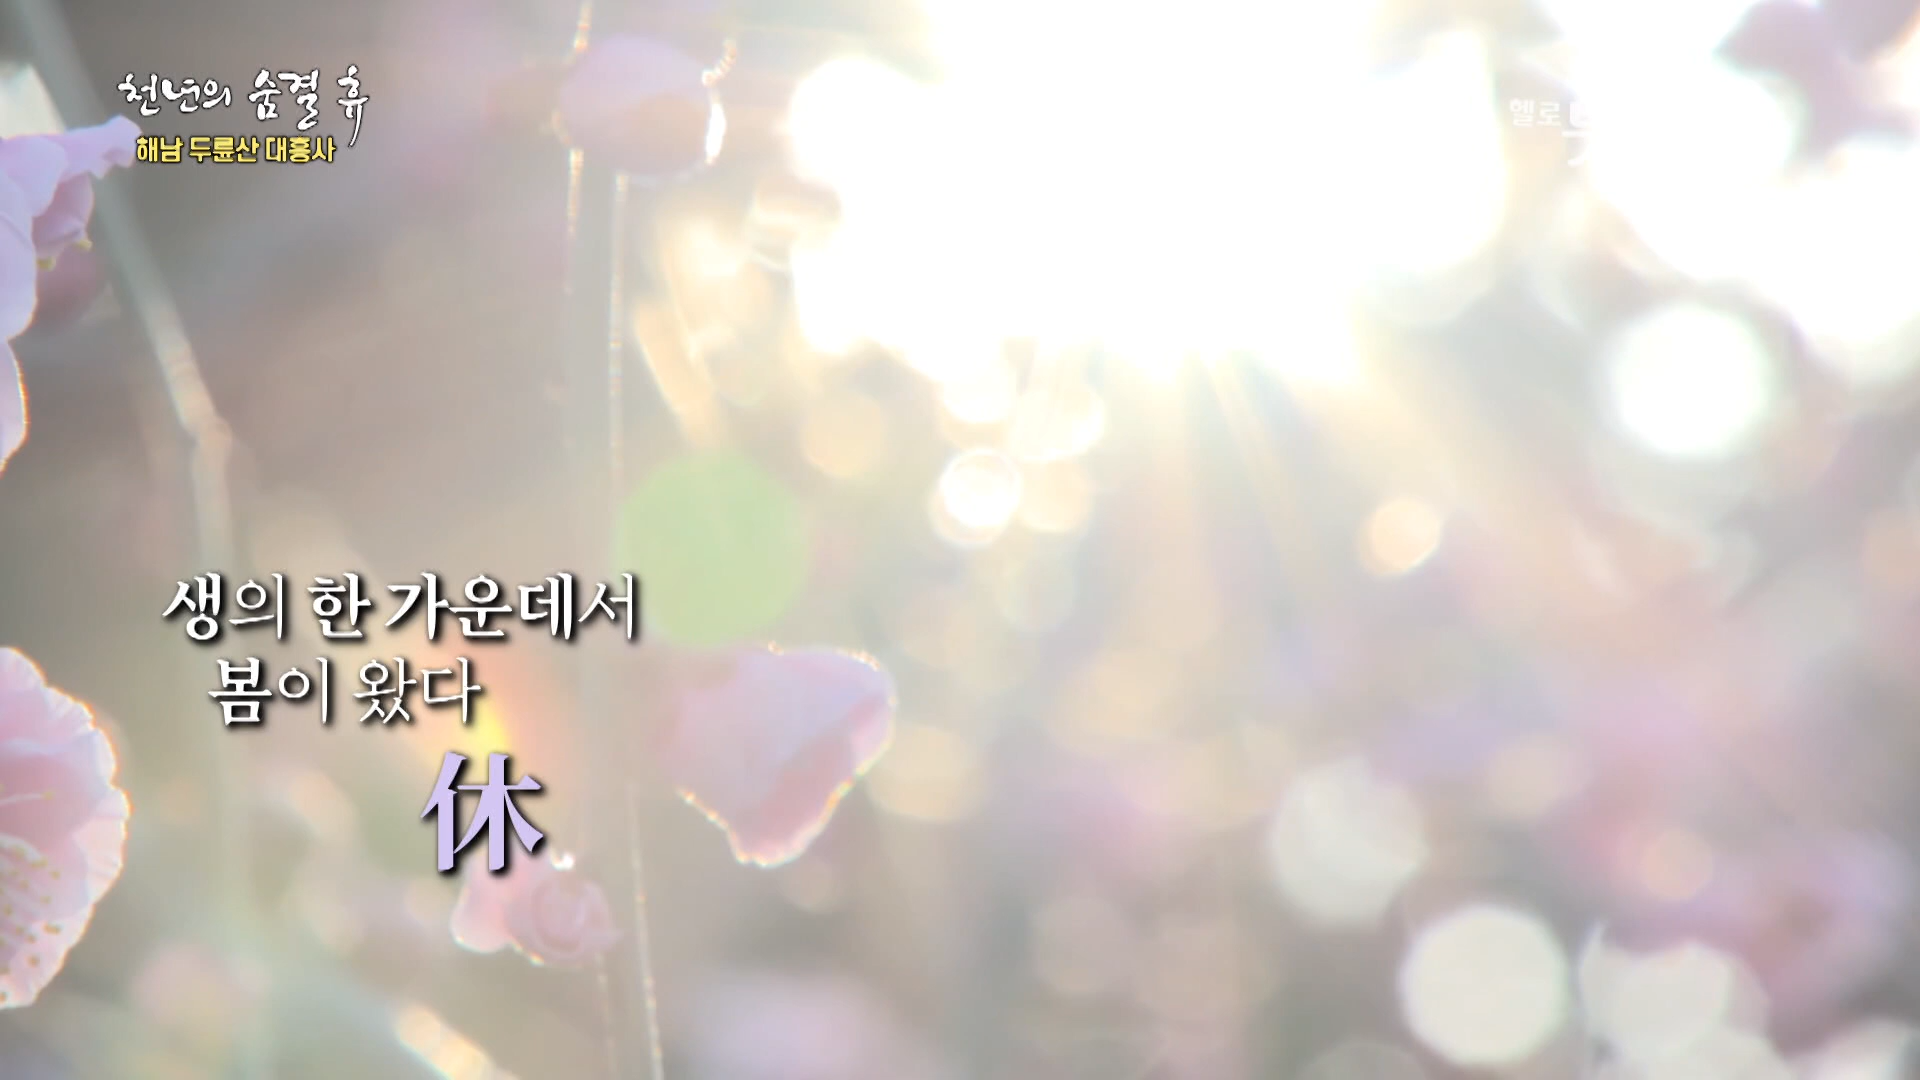 천년의 숨결 휴
해남 두륜산 대흥사
헬로
생의 한 가운데서
봄이 왔다
休